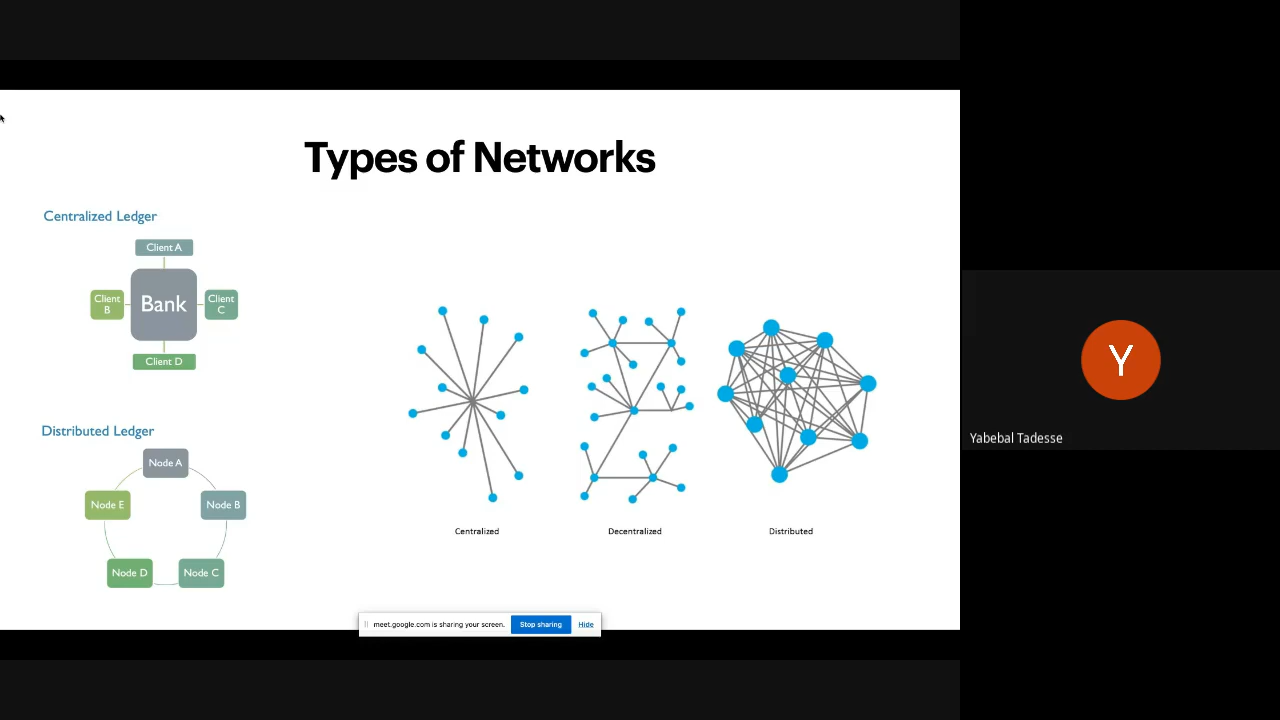 Types of Networks
Centralized Ledger
Client A
Client
B
Bank
Client
C
Client D
Distributed Ledger
Node A
Node E
Node B
Node D
Node C
Centralized
Decentralized
Distributed
meet.google.com is sharing your screen.
Stop sharing
Hide
Y
Yabebal Tadesse